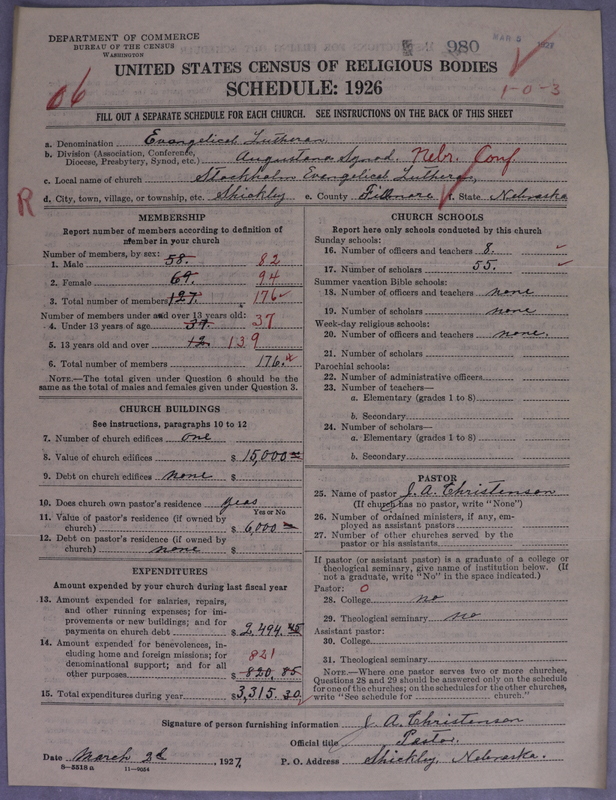 DEPARTMENT OF COMMERCE
BUREAU OF THE CENSUS
WASHINGTON
980
MAR 5 1927
UNITED STATES CENSUS OF RELIGIOUS BODIES
SCHEDULE: 1926
06
1-0-3
FILL OUT A SEPARATE SCHEDULE FOR EACH CHURCH. SEE INSTRUCTIONS ON THE BACK OF THIS SHEET
a. Denomination Evangelical Lutheran
b. Division (Association, Conference, Diocese, Presbytery, Synod, etc.) Augustana Synod. Nebr. Conf.
c. Local name of church Stockholm Evangelical Lutheran,
R
d. City, town, village, or township, etc. Shickley e. County Fillmore f. State Nebraska
MEMBERSHIP
Report number of members according to definition of
member in your church
Number of members, by sex:
1. Male 58. 82
2. Female 69. 94
3. Total number of members 127. 176
Number of members under and over 13 years old:
4. Under 13 years of age 37
5. 13 years old and over 12 139
6. Total number of members 176.
NOTE.—The total given under Question 6 should be the
same as the total of males and females given under Question 3.
CHURCH BUILDINGS
See instructions, paragraphs 10 to 12
7. Number of church edifices one
8. Value of church edifices $ 15,000
9. Debt on church edifices none $
10. Does church own pastor's residence yeas
Yes or No
11. Value of pastor's residence (if owned by
church) $ 6,000
12. Debt on pastor's residence (if owned by
church) none $
EXPENDITURES
Amount expended by your church during last fiscal year
13. Amount expended for salaries, repairs,
and other running expenses; for im-
provements or new buildings; and for
payments on church debt $ 2,494.45
14. Amount expended for benevolences, in-
cluding home and foreign missions; for
denominational support; and for all
other purposes $ 820,85 821
15. Total expenditures during year $ 3,315.30
CHURCH SCHOOLS
Report here only schools conducted by this church
Sunday schools:
16. Number of officers and teachers 8.
17. Number of scholars 55.
Summer vacation Bible schools:
18. Number of officers and teachers none
19. Number of scholars none
Week-day religious schools:
20. Number of officers and teachers none.
21. Number of scholars
Parochial schools:
22. Number of administrative officers
23. Number of teachers—
a. Elementary (grades 1 to 8)
b. Secondary
24. Number of scholars—
a. Elementary (grades 1 to 8)
b. Secondary
PASTOR
25. Name of pastor J. A. Christenson
(If church has no pastor, write "None")
26. Number of ordained ministers, if any, em-
ployed as assistant pastors
27. Number of other churches served by the
pastor or his assistants
If pastor (or assistant pastor) is a graduate of a college or
theological seminary, give name of institution below. (If
not a graduate, write "No" in the space indicated.)
Pastor: 0
28. College no
29. Theological seminary no
Assistant pastor:
30. College
31. Theological seminary
NOTE.—Where one pastor serves two or more churches,
Questions 28 and 29 should be answered only on the schedule
for one of the churches; on the schedules for the other churches,
write "See schedule for church."
Signature of person furnishing information J. A. Christenson
Official title Pastor.
Date March 2d 1927. P. O. Address Shickley, Nebraska.
8—5518 a 11—9054